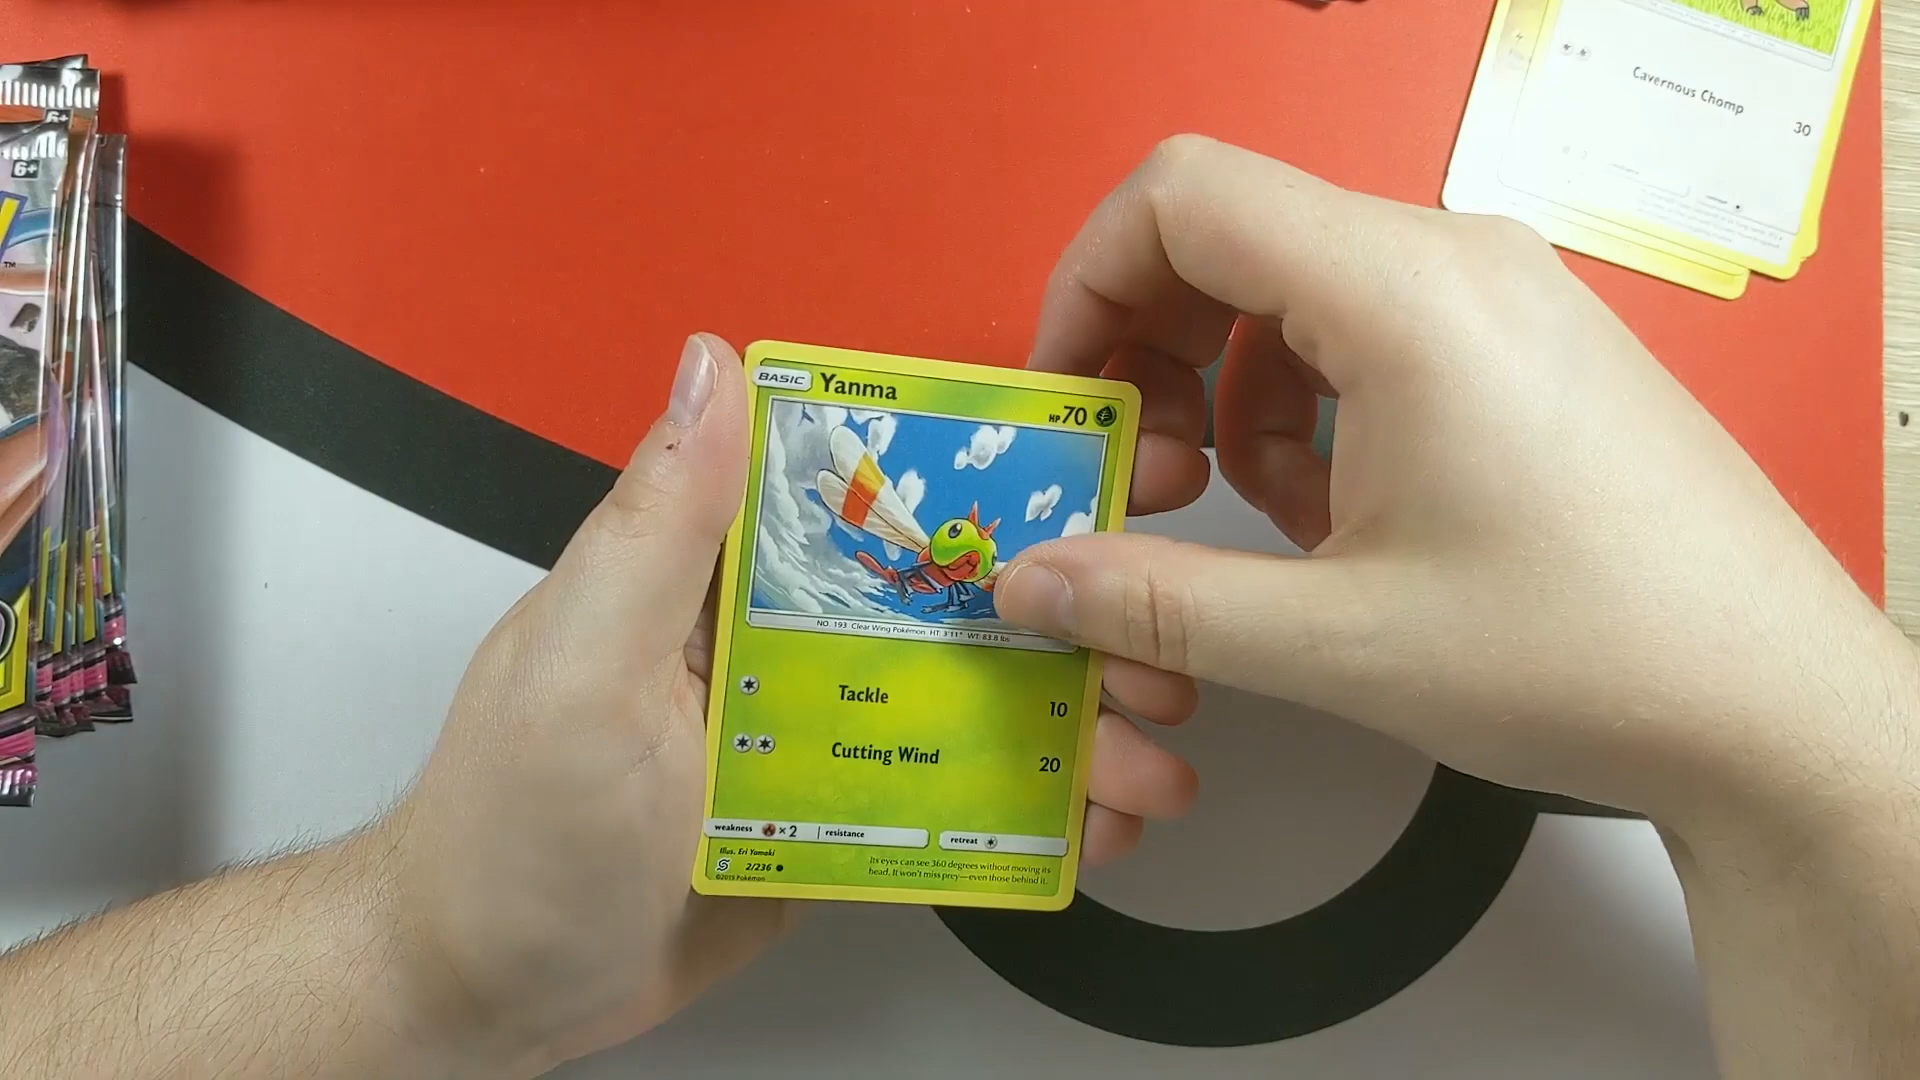 6+
6+
TM
Cavernous Chomp
30
BASIC Yanma
HP 70
NO. 193 Clear Wing Pokémon HT: 3'11" WT: 83.8 lbs
Tackle 10
Cutting Wind 20
weakness ×2 resistance retreat
Illus. Eri Yamaki
2/236
©2019 Pokémon
Its eyes can see 360 degrees without moving its
head. It won't miss prey—even those behind it.